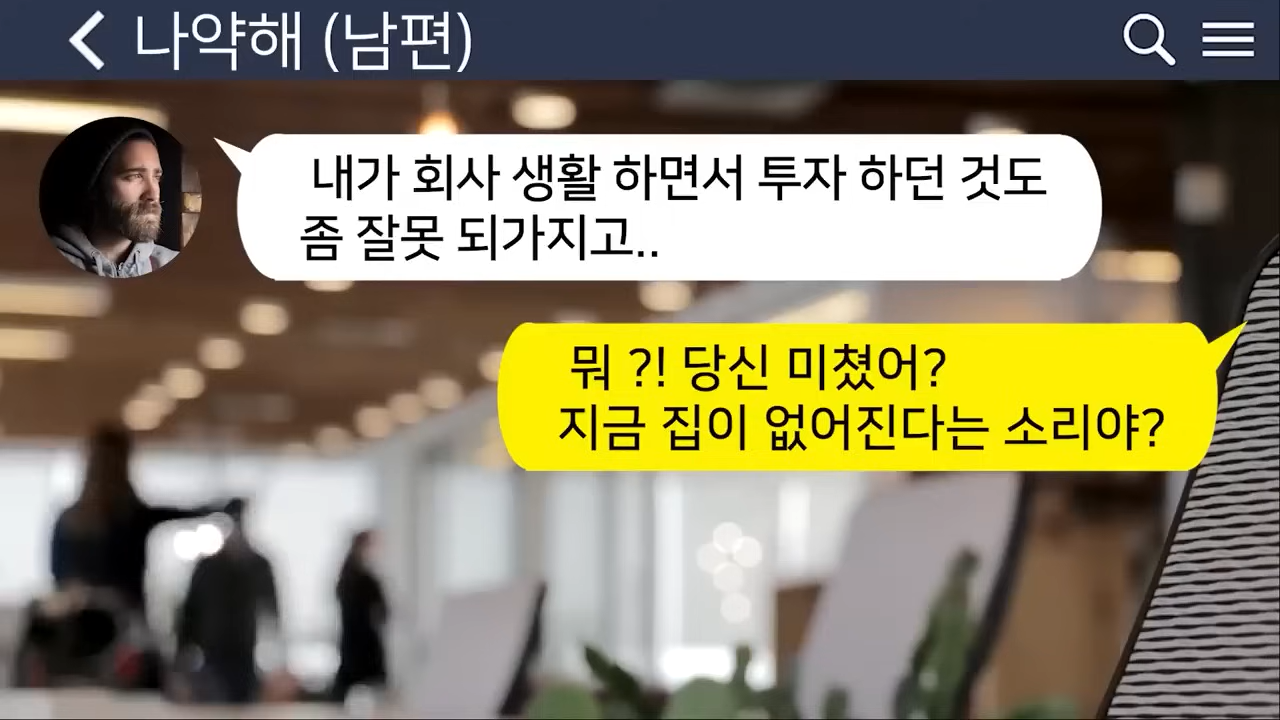 나약해 (남편)
내가 회사 생활 하면서 투자 하던 것도
좀 잘못 되가지고..
뭐 ?! 당신 미쳤어?
지금 집이 없어진다는 소리야?